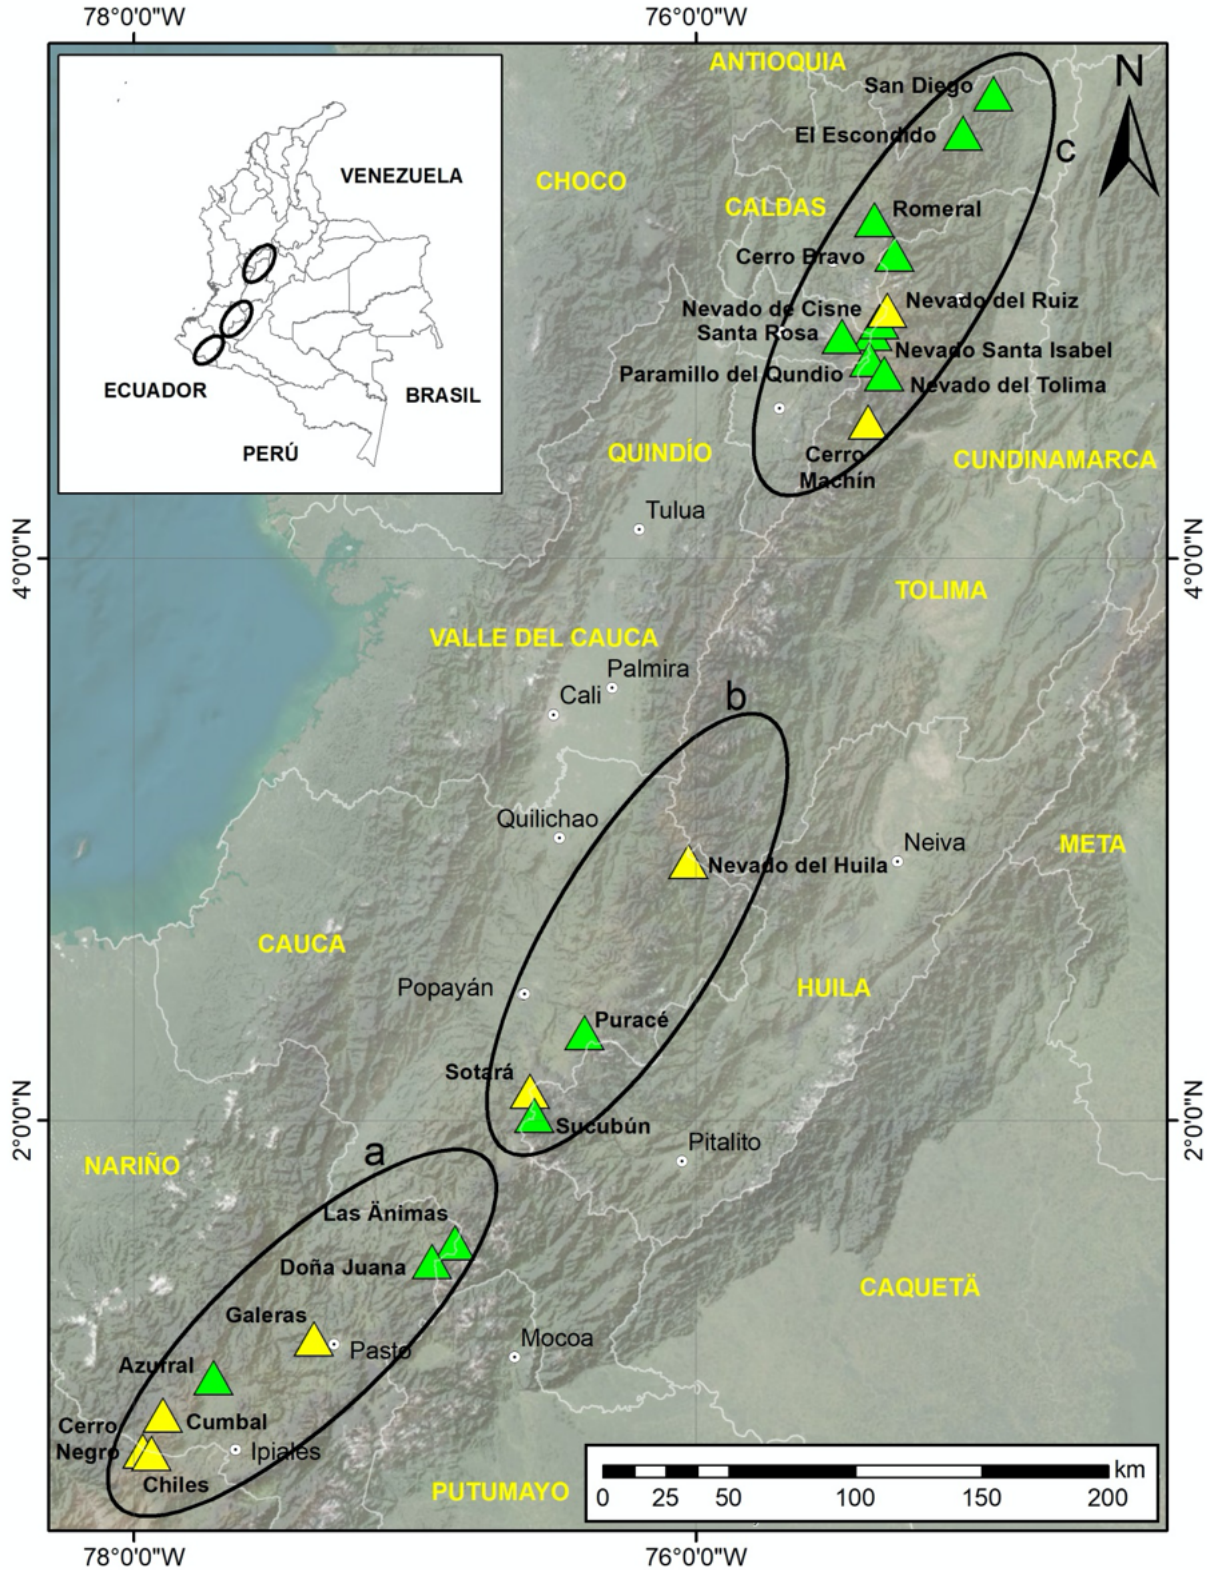 78°0'0"W 76°0'0"W
ANTIOQUIA
N
San Diego
El Escondido
c
CHOCO
VENEZUELA
CALDAS
Romeral
Cerro Bravo
Nevado de Cisne
Nevado del Ruiz
Santa Rosa
Nevado Santa Isabel
Paramillo del Qundio
Nevado del Tolima
ECUADOR
BRASIL
PERÚ
QUINDÍO
Cerro
Machín
CUNDINAMARCA
Tulua
4°0'0"N 4°0'0"N
TOLIMA
VALLE DEL CAUCA
Palmira
Cali
b
Quilichao
Neiva
META
Nevado del Huila
CAUCA
Popayán
HUILA
Puracé
Sotará
Sucubún
2°0'0"N 2°0'0"N
Pitalito
a
NARIÑO
Las Änimas
Doña Juana
CAQUETÄ
Galeras
Pasto
Mocoa
Azufral
Cumbal
Cerro
Negro
Ipiales
Chiles
PUTUMAYO
km
0 25 50 100 150 200
78°0'0"W 76°0'0"W